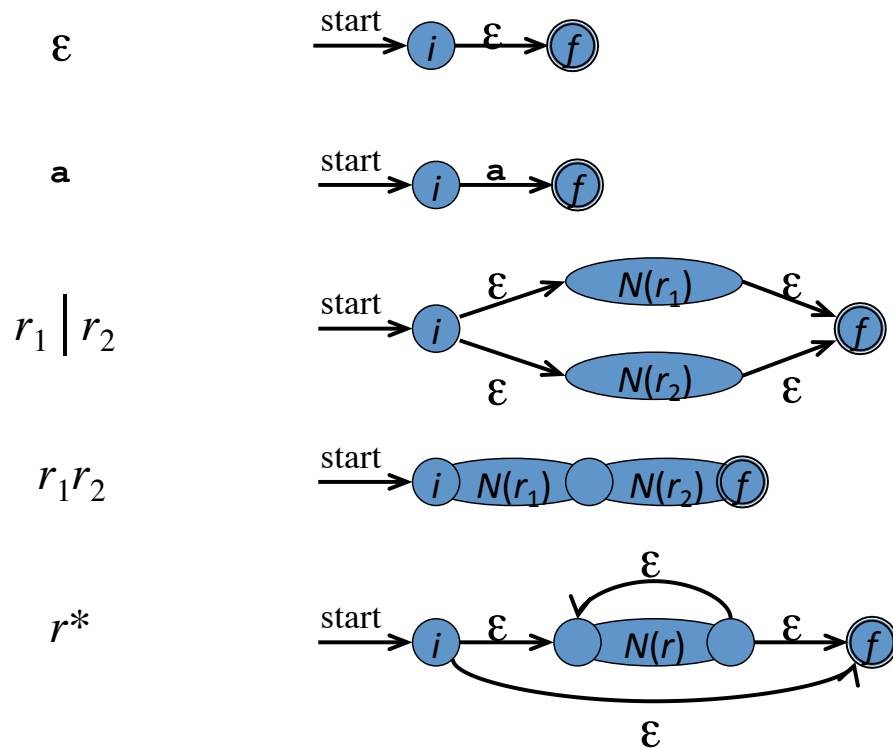 ε start i ε f
a start i a f
ε N(r₁) ε
r₁ | r₂ start i f
ε N(r₂) ε
r₁r₂ start i N(r₁) N(r₂) f
ε
r* start i ε N(r) ε f
ε